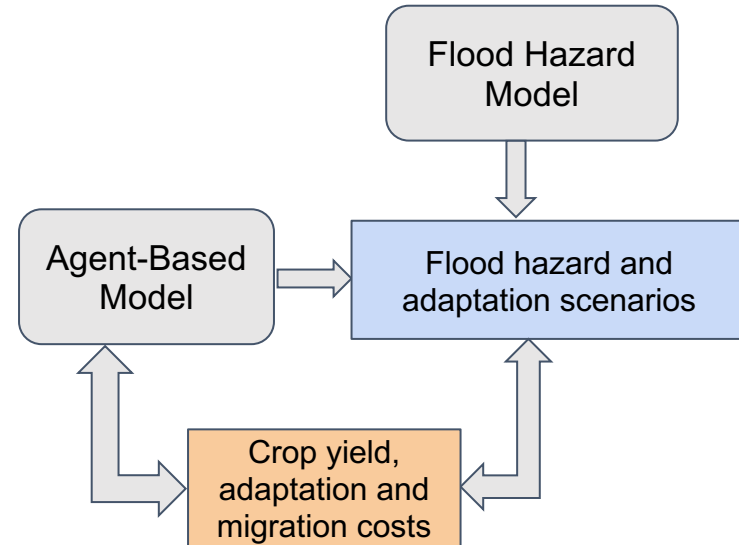 Flood Hazard
Model
Agent-Based
Model
Flood hazard and
adaptation scenarios
Crop yield,
adaptation and
migration costs